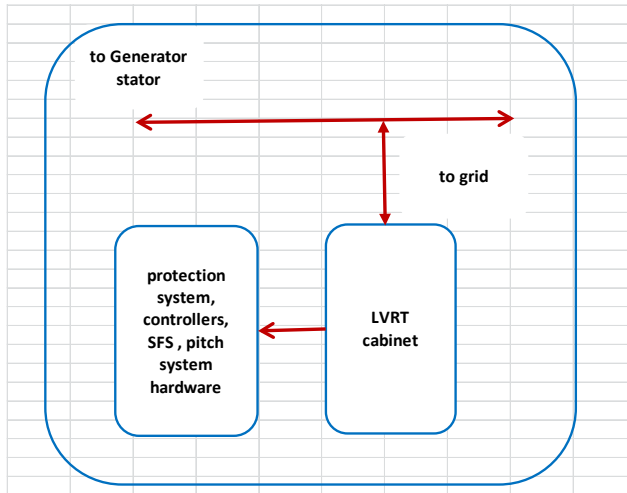 to Generator
stator
to grid
protection
system,
controllers,
SFS , pitch
system
hardware
LVRT
cabinet